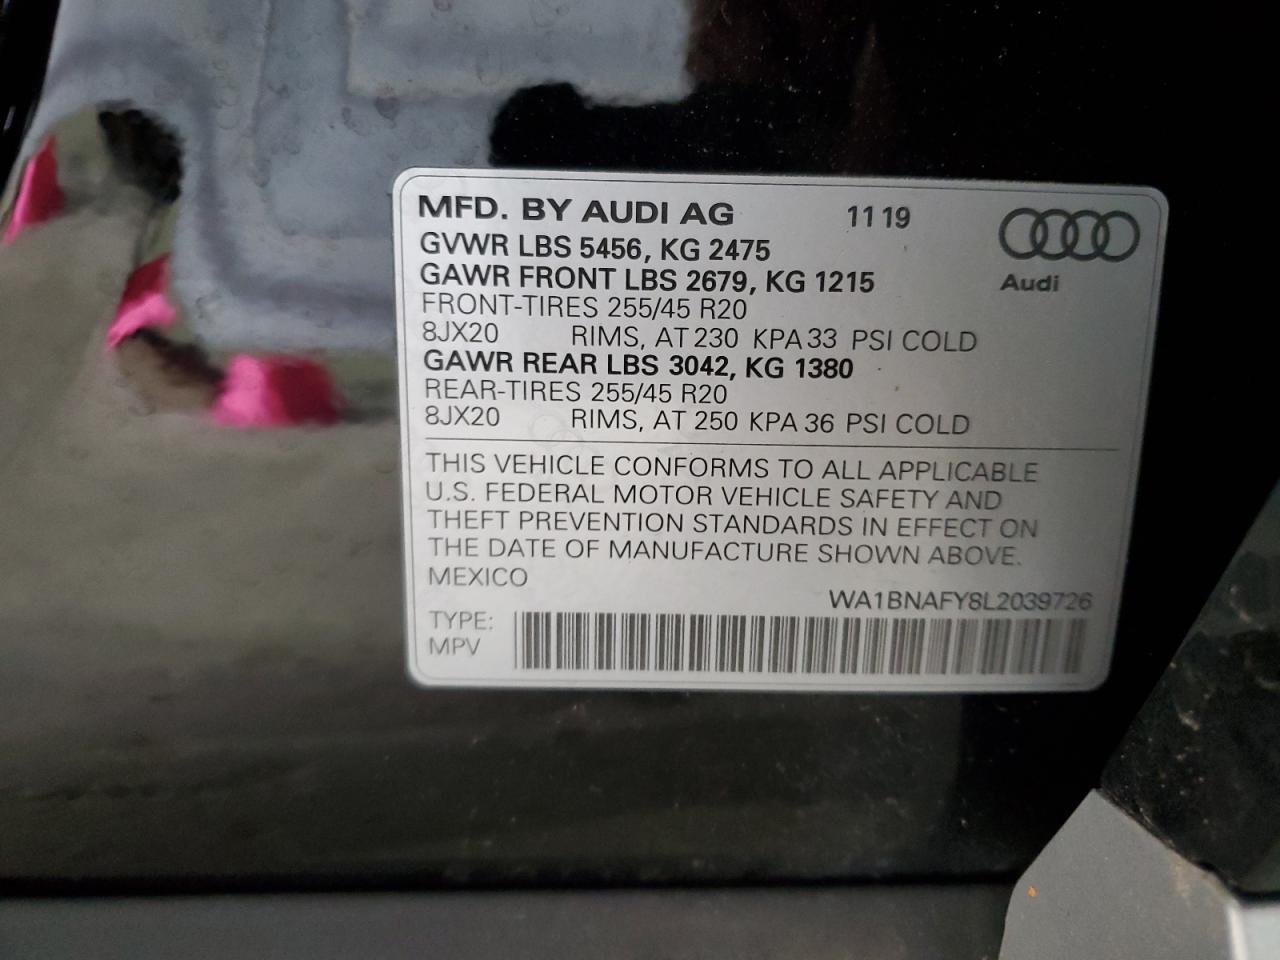 MFD. BY AUDI AG 11 19
GVWR LBS 5456, KG 2475
GAWR FRONT LBS 2679, KG 1215
Audi
FRONT-TIRES 255/45 R20
8JX20 RIMS, AT 230 KPA 33 PSI COLD
GAWR REAR LBS 3042, KG 1380
REAR-TIRES 255/45 R20
8JX20 RIMS, AT 250 KPA 36 PSI COLD
THIS VEHICLE CONFORMS TO ALL APPLICABLE
U.S. FEDERAL MOTOR VEHICLE SAFETY AND
THEFT PREVENTION STANDARDS IN EFFECT ON
THE DATE OF MANUFACTURE SHOWN ABOVE.
MEXICO
WA1BNAFY8L2039726
TYPE:
MPV